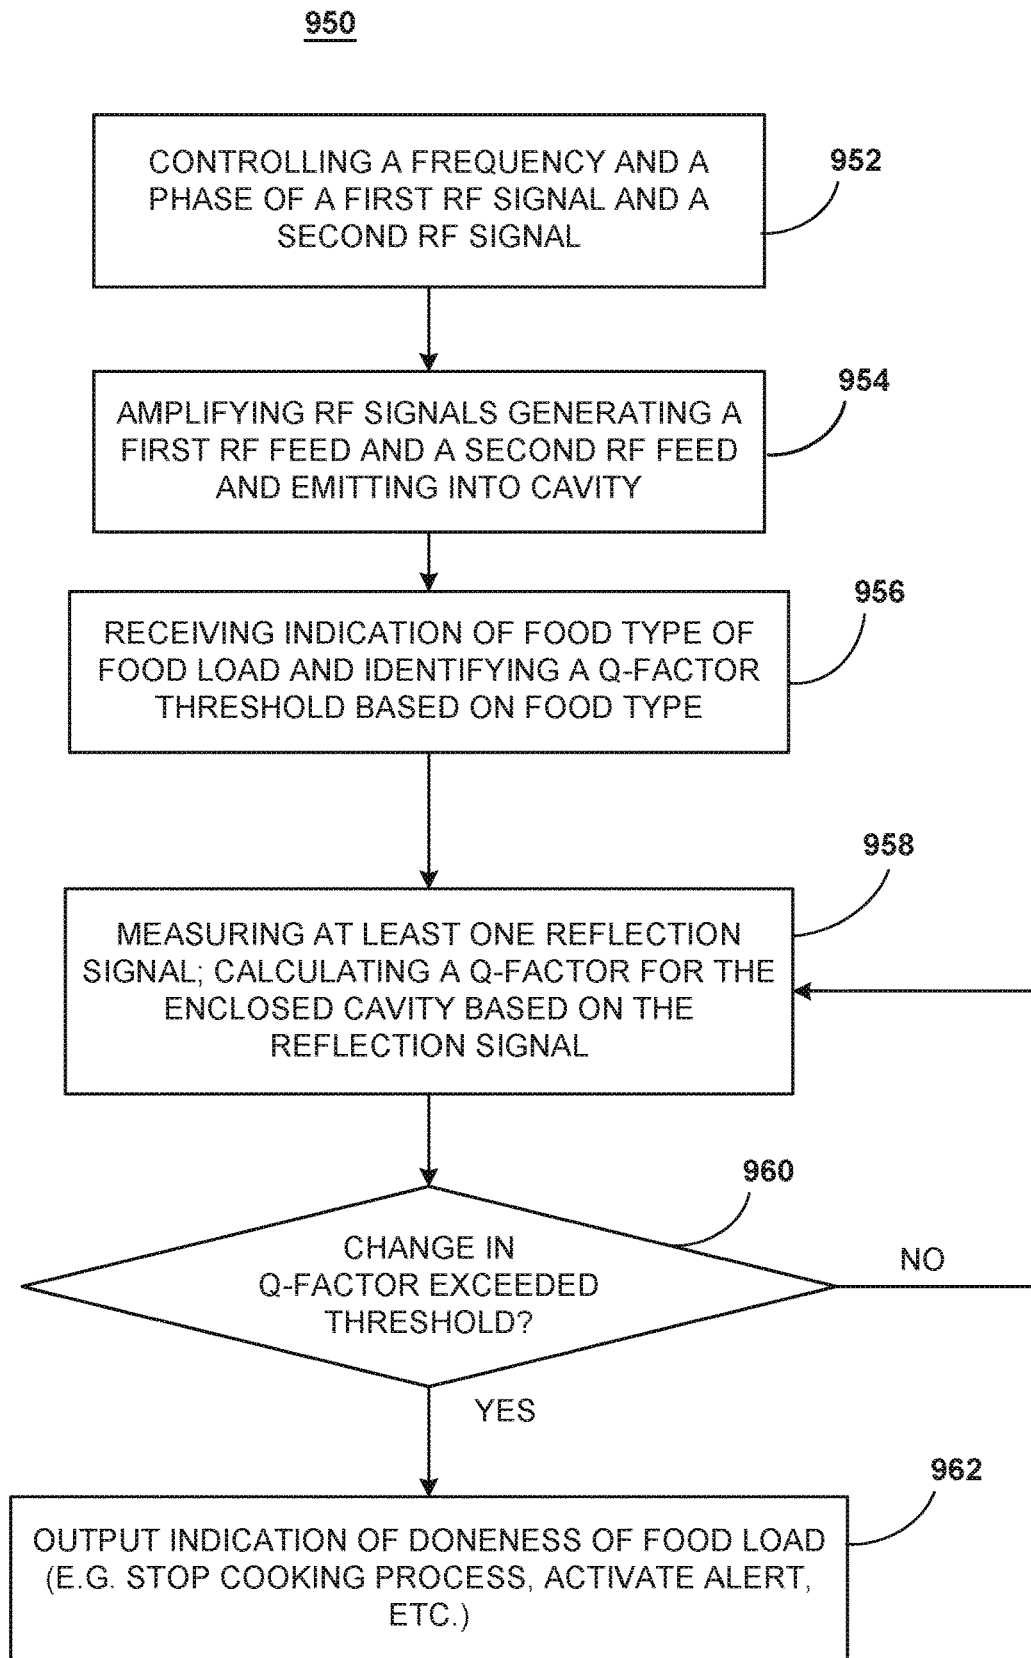 950
CONTROLLING A FREQUENCY AND A
PHASE OF A FIRST RF SIGNAL AND A
SECOND RF SIGNAL
952
AMPLIFYING RF SIGNALS GENERATING A
FIRST RF FEED AND A SECOND RF FEED
AND EMITTING INTO CAVITY
954
RECEIVING INDICATION OF FOOD TYPE OF
FOOD LOAD AND IDENTIFYING A Q-FACTOR
THRESHOLD BASED ON FOOD TYPE
956
MEASURING AT LEAST ONE REFLECTION
SIGNAL; CALCULATING A Q-FACTOR FOR THE
ENCLOSED CAVITY BASED ON THE
REFLECTION SIGNAL
958
CHANGE IN
Q-FACTOR EXCEEDED
THRESHOLD?
960
NO
YES
OUTPUT INDICATION OF DONENESS OF FOOD LOAD
(E.G. STOP COOKING PROCESS, ACTIVATE ALERT,
ETC.)
962